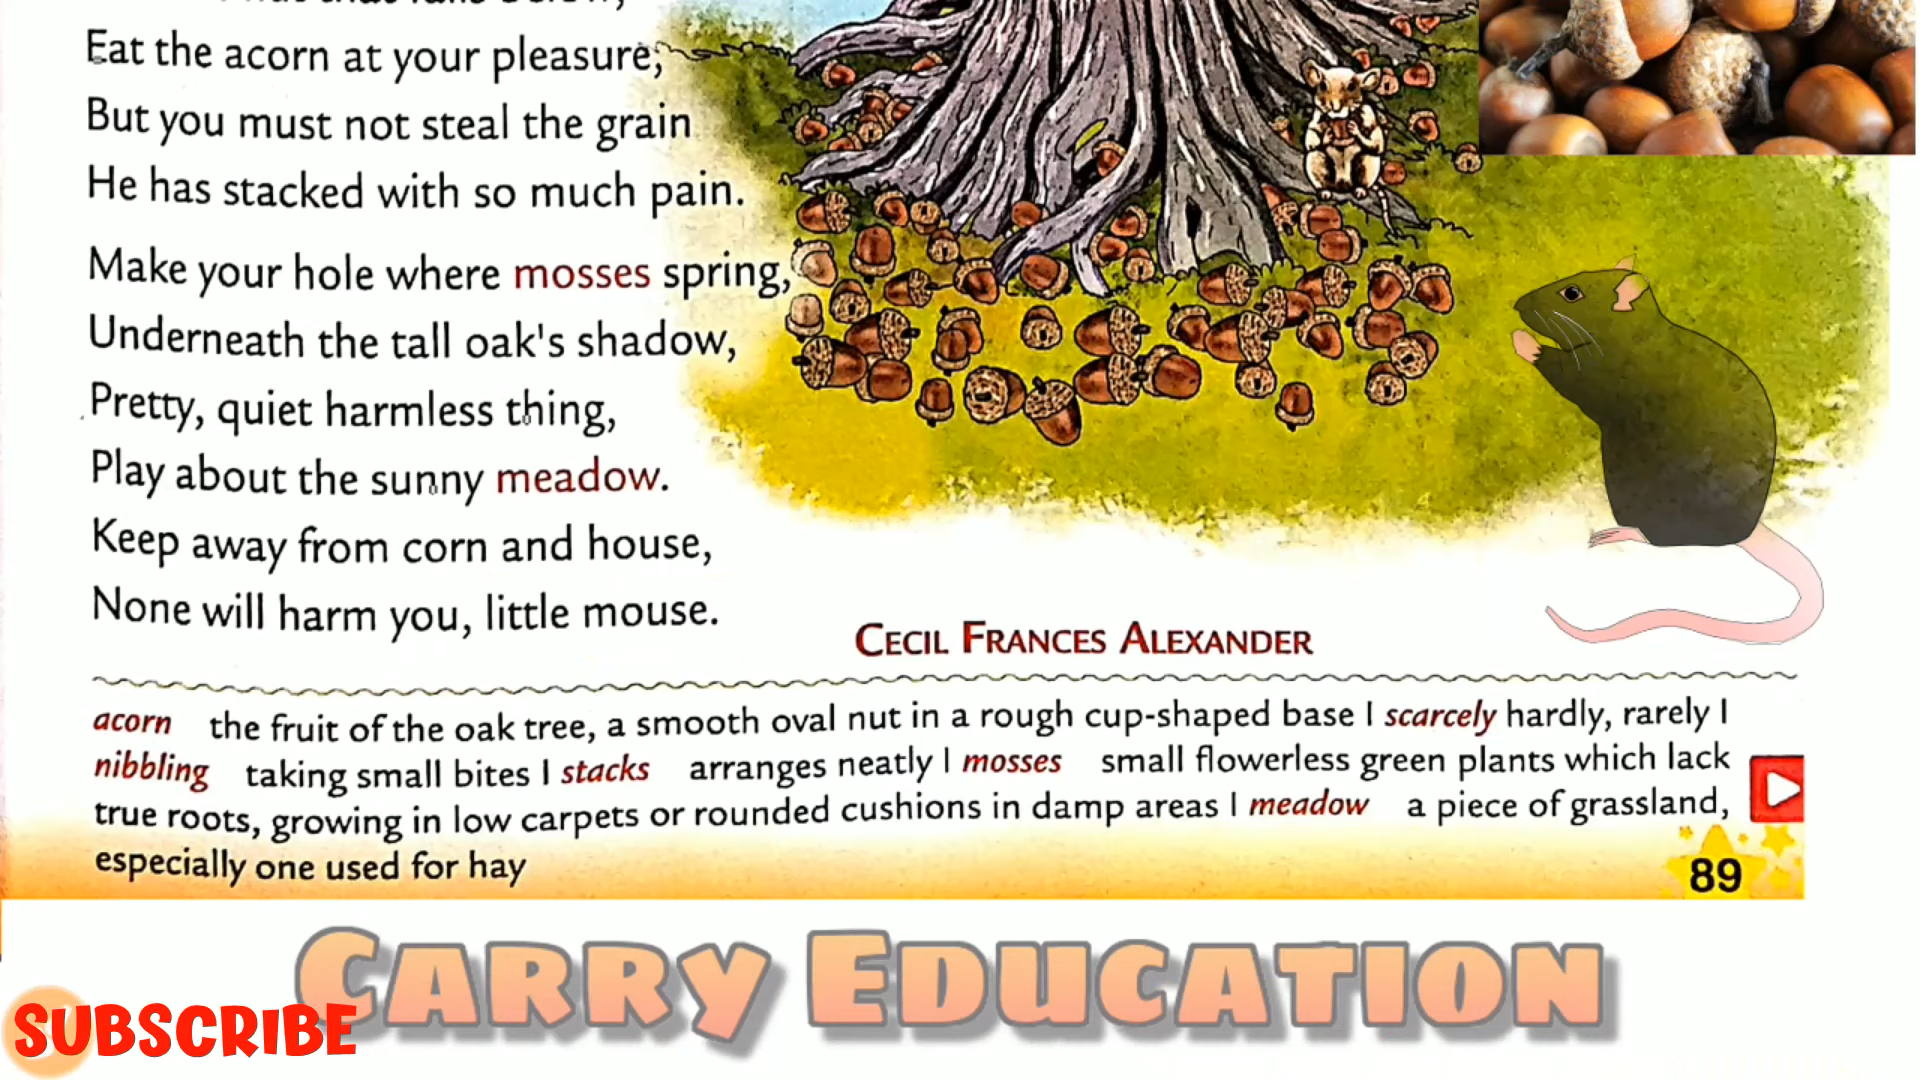 Eat the acorn at your pleasure;
But you must not steal the grain
He has stacked with so much pain.
Make your hole where mosses spring,
Underneath the tall oak's shadow,
Pretty, quiet harmless thing,
Play about the sunny meadow.
Keep away from corn and house,
None will harm you, little mouse.
CECIL FRANCES ALEXANDER
acorn the fruit of the oak tree, a smooth oval nut in a rough cup-shaped base I scarcely hardly, rarely I
nibbling taking small bites I stacks arranges neatly I mosses small flowerless green plants which lack
true roots, growing in low carpets or rounded cushions in damp areas I meadow a piece of grassland,
especially one used for hay
89
CARRY EDUCATION
SUBSCRIBE